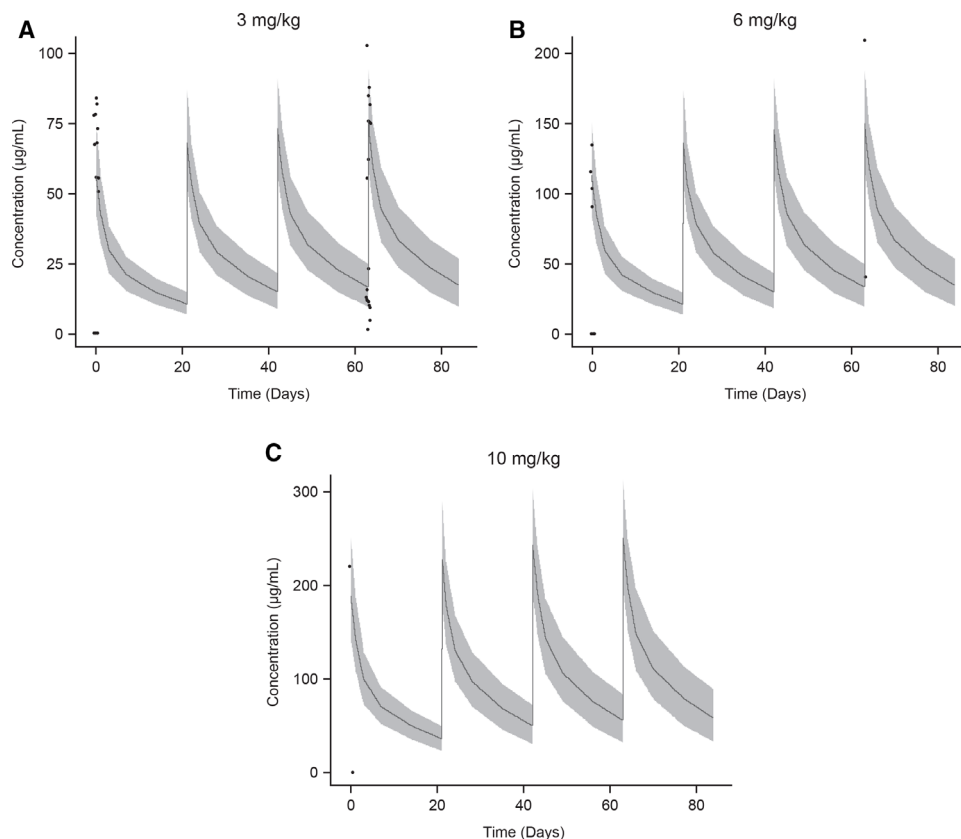 A
3 mg/kg
Concentration (µg/mL)
100
75
50
25
0
0 20 40 60 80
Time (Days)
B
6 mg/kg
Concentration (µg/mL)
200
150
100
50
0
0 20 40 60 80
Time (Days)
C
10 mg/kg
Concentration (µg/mL)
300
200
100
0
0 20 40 60 80
Time (Days)